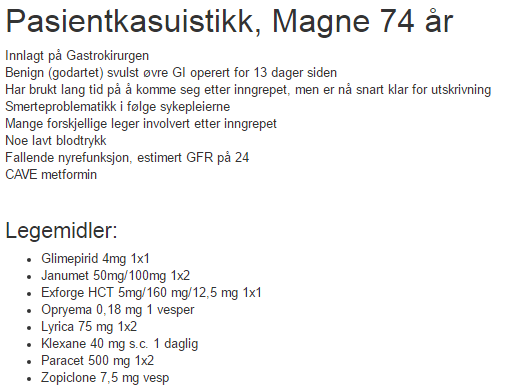 Pasientkasuistikk, Magne 74 år
Innlagt på Gastrokirurgen
Benign (godartet) svulst øvre GI operert for 13 dager siden
Har brukt lang tid på å komme seg etter inngrepet, men er nå snart klar for utskrivning
Smerteproblematikk i følge sykepleierne
Mange forskjellige leger involvert etter inngrepet
Noe lavt blodtrykk
Fallende nyrefunksjon, estimert GFR på 24
CAVE metformin
Legemidler:
• Glimepirid 4mg 1x1
• Janumet 50mg/100mg 1x2
• Exforge HCT 5mg/160 mg/12,5 mg 1x1
• Opryema 0,18 mg 1 vesper
• Lyrica 75 mg 1x2
• Klexane 40 mg s.c. 1 daglig
• Paracet 500 mg 1x2
• Zopiclone 7,5 mg vesp